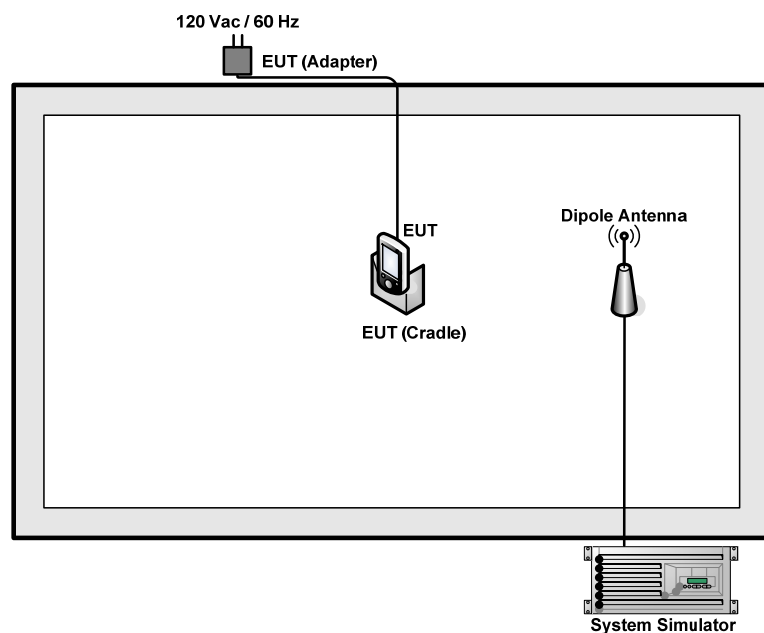 120 Vac / 60 Hz
EUT (Adapter)
EUT
Dipole Antenna
EUT (Cradle)
System Simulator